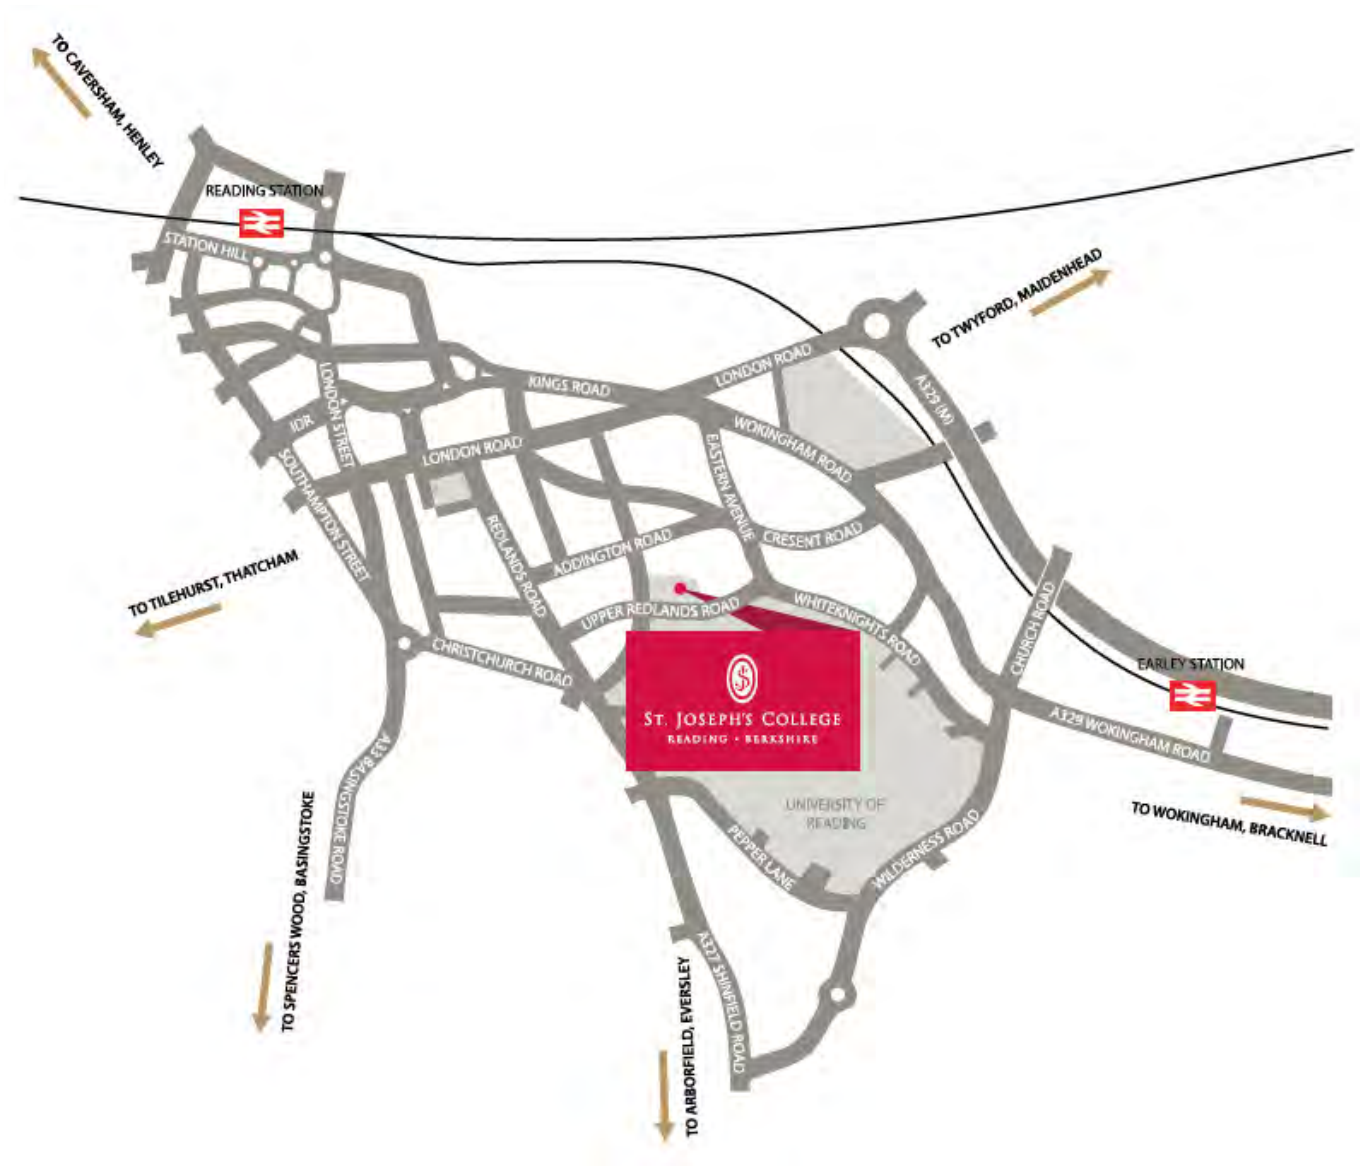 TO CAVERSHAM, HENLEY
READING STATION
STATION HILL
TO TWYFORD, MAIDENHEAD
LONDON ROAD
KINGS ROAD
A329 (M)
LONDON STREET
IDR
WOKINGHAM ROAD
LONDON ROAD
EASTERN AVENUE
SOUTHAMPTON STREET
REDLANDS ROAD
ADDINGTON ROAD
CRESENT ROAD
TO TILEHURST, THATCHAM
UPPER REDLANDS ROAD
WHITEKNIGHTS ROAD
CHURCH ROAD
CHRISTCHURCH ROAD
EARLEY STATION
ST. JOSEPH'S COLLEGE
READING • BERKSHIRE
A329 WOKINGHAM ROAD
A33 BASINGSTOKE ROAD
UNIVERSITY OF
READING
TO WOKINGHAM, BRACKNELL
PEPPER LANE
WILDERNESS ROAD
TO SPENCERS WOOD, BASINGSTOKE
A327 SHINFIELD ROAD
TO ARBORFIELD, EVERSLEY